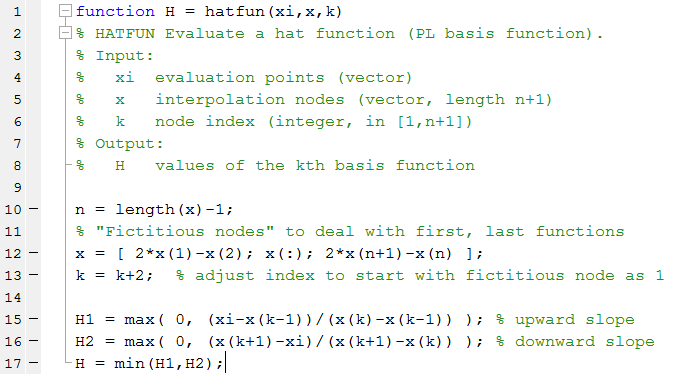 1 function H = hatfun(xi,x,k)
2 % HATFUN Evaluate a hat function (PL basis function).
3 % Input:
4 %   xi  evaluation points (vector)
5 %   x   interpolation nodes (vector, length n+1)
6 %   k   node index (integer, in [1,n+1])
7 % Output:
8 %   H   values of the kth basis function
9
10 – n = length(x)-1;
11 % "Fictitious nodes" to deal with first, last functions
12 – x = [ 2*x(1)-x(2); x(:); 2*x(n+1)-x(n) ];
13 – k = k+2;  % adjust index to start with fictitious node as 1
14
15 – H1 = max( 0, (xi-x(k-1))/(x(k)-x(k-1)) ); % upward slope
16 – H2 = max( 0, (x(k+1)-xi)/(x(k+1)-x(k)) ); % downward slope
17 – H = min(H1,H2);